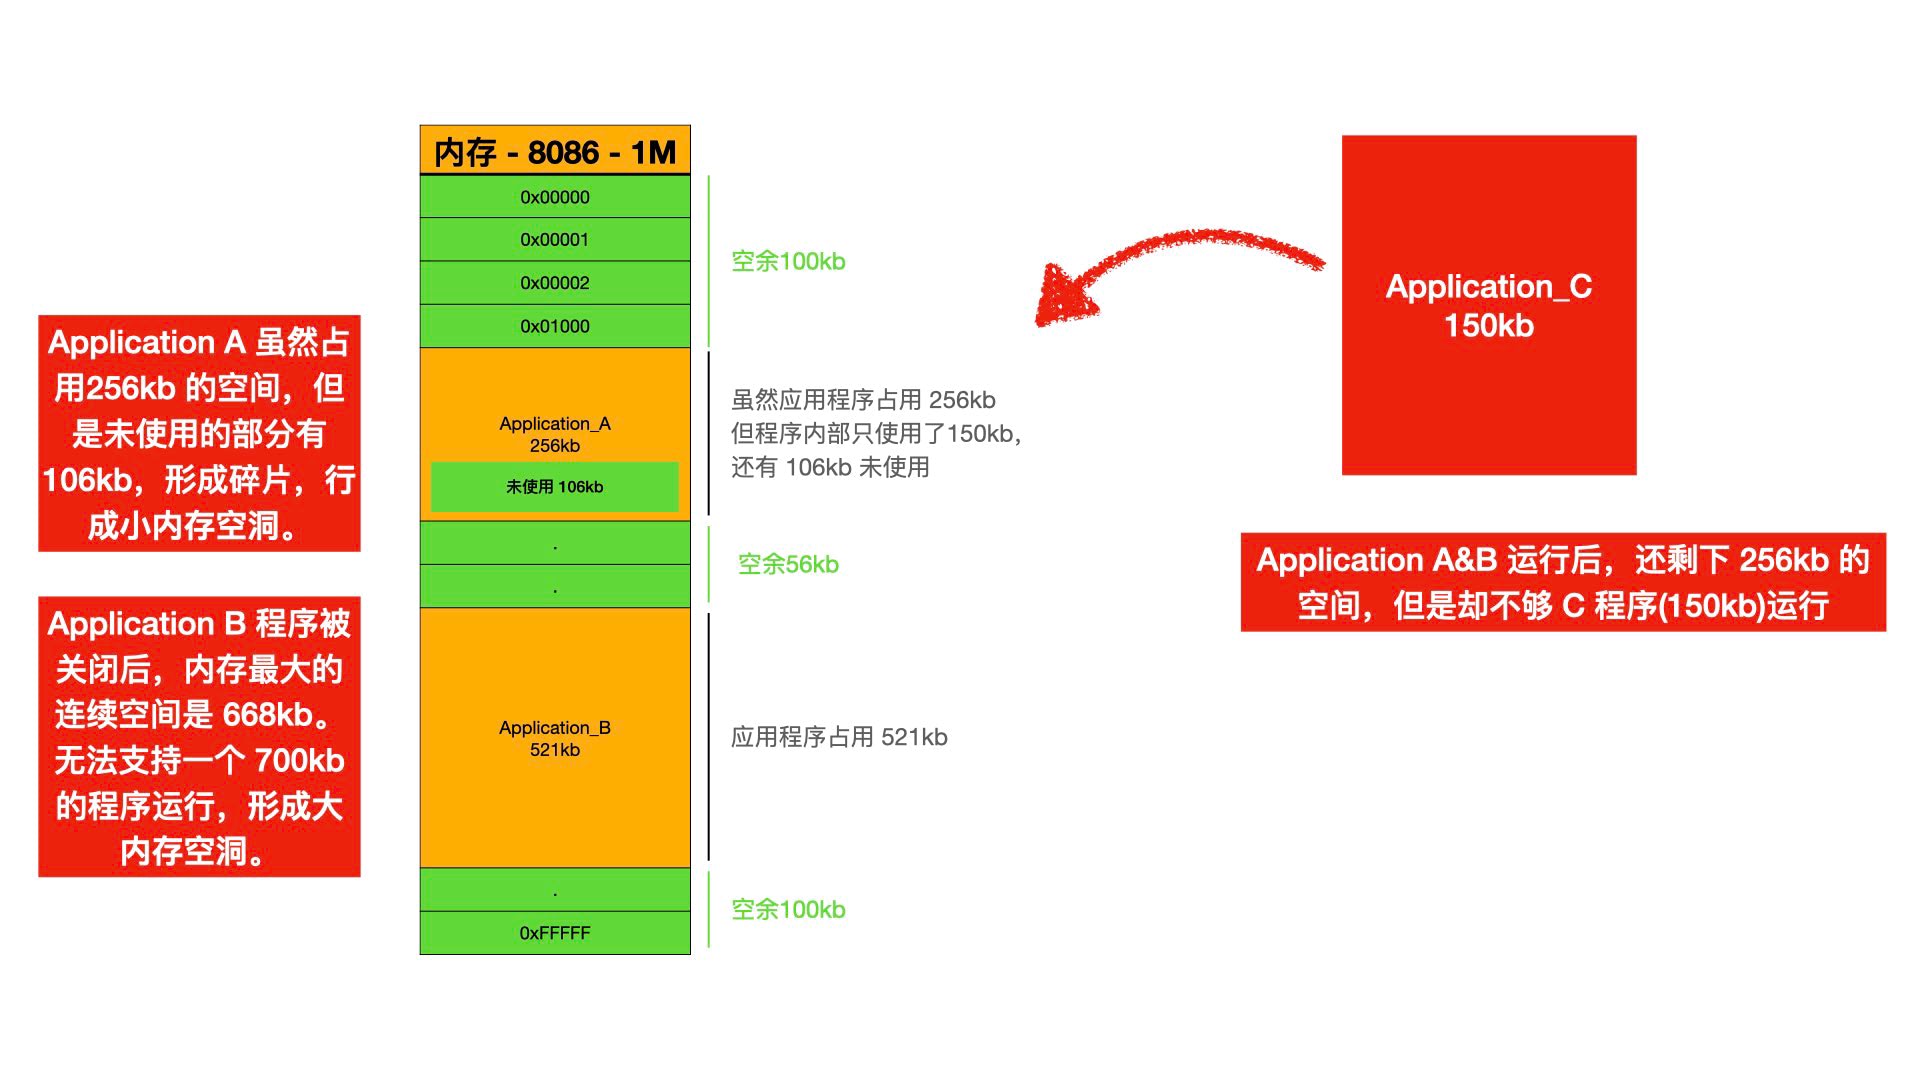 内存 - 8086 - 1M
0x00000
0x00001
0x00002
0x01000
空余100kb
Application_A
256kb
未使用 106kb
虽然应用程序占用 256kb
但程序内部只使用了150kb，
还有 106kb 未使用
.
.
空余56kb
Application_B
521kb
应用程序占用 521kb
.
0xFFFFF
空余100kb
Application A 虽然占
用256kb 的空间，但
是未使用的部分有
106kb，形成碎片，行
成小内存空洞。
Application B 程序被
关闭后，内存最大的
连续空间是 668kb。
无法支持一个 700kb
的程序运行，形成大
内存空洞。
Application_C
150kb
Application A&B 运行后，还剩下 256kb 的
空间，但是却不够 C 程序(150kb)运行